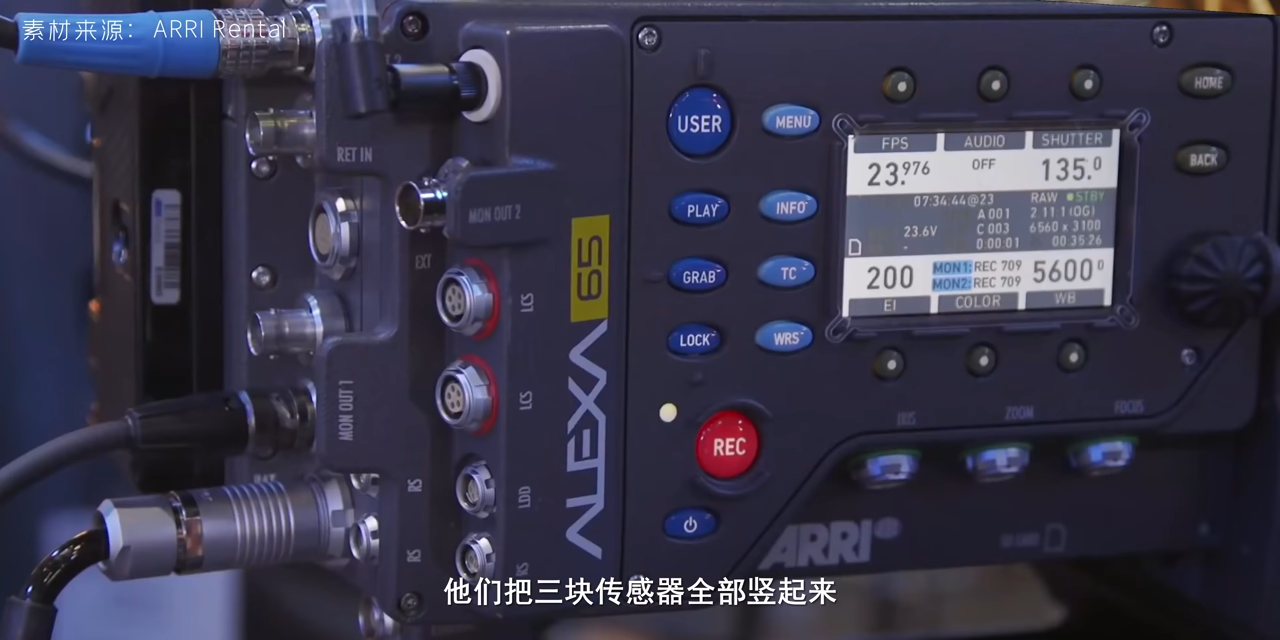 素材来源：ARRI Rental
RET IN
MON OUT 2
EXT
LCS
LCS
MON OUT 1
RS
LDD
RS
RS
ALEXA 65
USER
MENU
PLAY
INFO
GRAB
TC
LOCK
WRS
REC
HOME
BACK
FPS AUDIO SHUTTER
23.976 OFF 135.0
07:34:44@23 RAW STBY
A 001 2 11:1 (OG)
23.6V C 003 6560 x 3100
- 0:00:01 00:35:26
200 MON1: REC 709 5600
MON2: REC 709
EI COLOR WB
IRIS ZOOM FOCUS
ARRI
他们把三块传感器全部竖起来